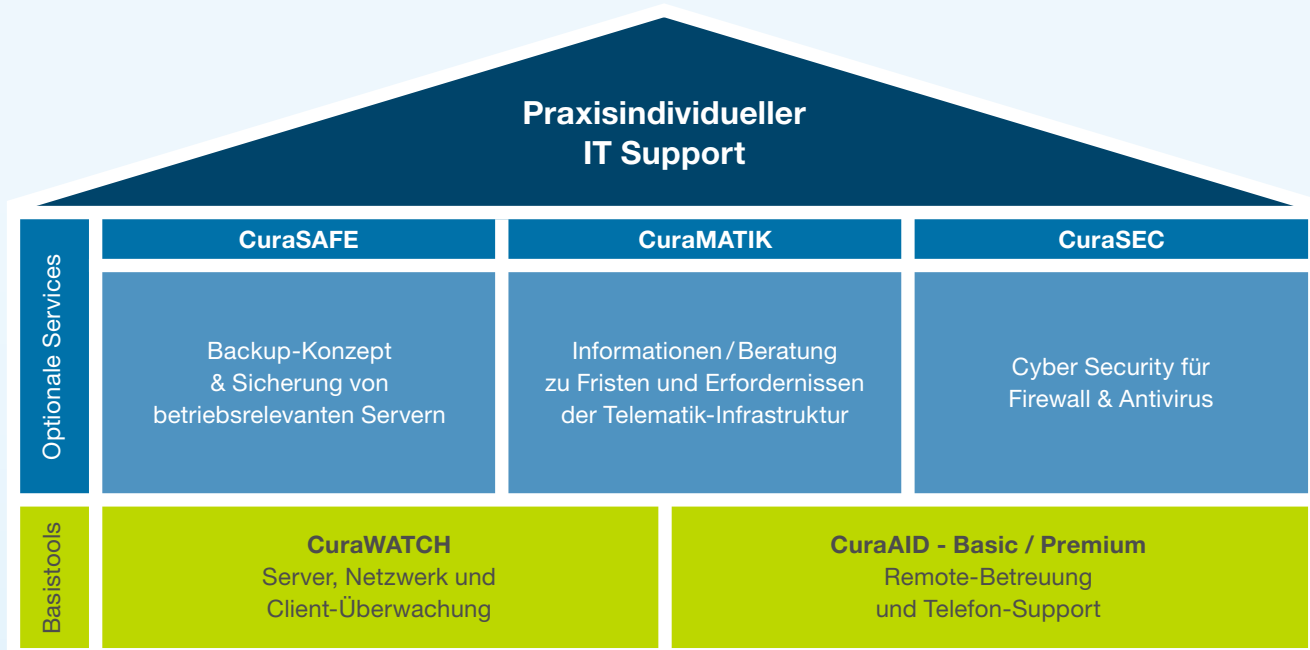 Praxisindividueller
IT Support
Optionale Services
CuraSAFE
CuraMATIK
CuraSEC
Backup-Konzept
& Sicherung von
betriebsrelevanten Servern
Informationen / Beratung
zu Fristen und Erfordernissen
der Telematik-Infrastruktur
Cyber Security für
Firewall & Antivirus
Basistools
CuraWATCH
Server, Netzwerk und
Client-Überwachung
CuraAID - Basic / Premium
Remote-Betreuung
und Telefon-Support